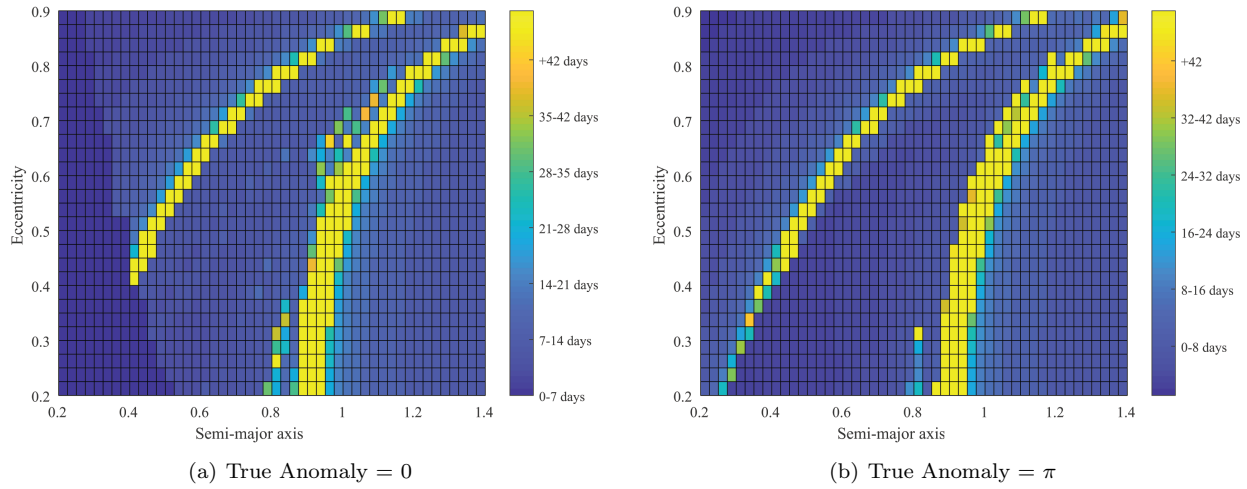 0.9
0.8
0.7
0.6
0.5
0.4
0.3
0.2
Eccentricity
0.2 0.4 0.6 0.8 1 1.2 1.4
Semi-major axis
+42 days
35-42 days
28-35 days
21-28 days
14-21 days
7-14 days
0-7 days
(a) True Anomaly = 0
0.9
0.8
0.7
0.6
0.5
0.4
0.3
0.2
Eccentricity
0.2 0.4 0.6 0.8 1 1.2 1.4
Semi-major axis
+42
32-42 days
24-32 days
16-24 days
8-16 days
0-8 days
(b) True Anomaly = π